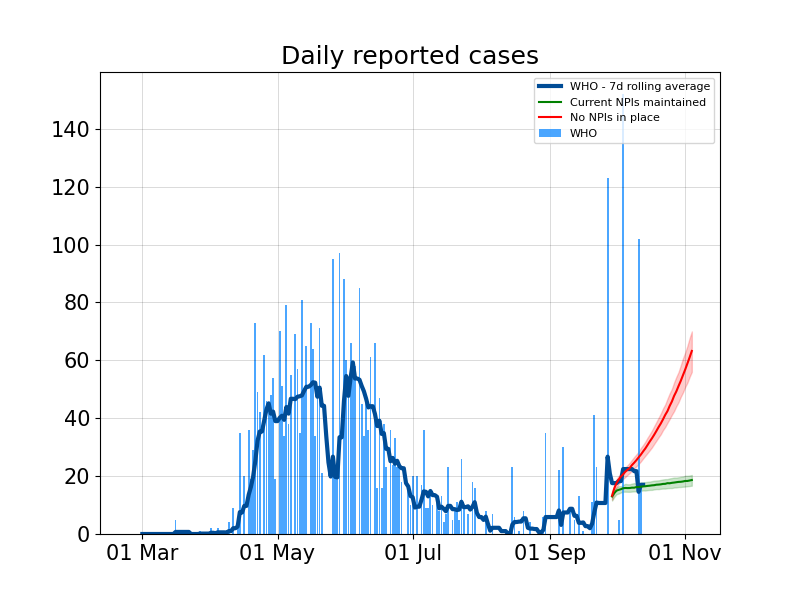 Daily reported cases
WHO - 7d rolling average
Current NPIs maintained
No NPIs in place
WHO
140
120
100
80
60
40
20
0
01 Mar
01 May
01 Jul
01 Sep
01 Nov